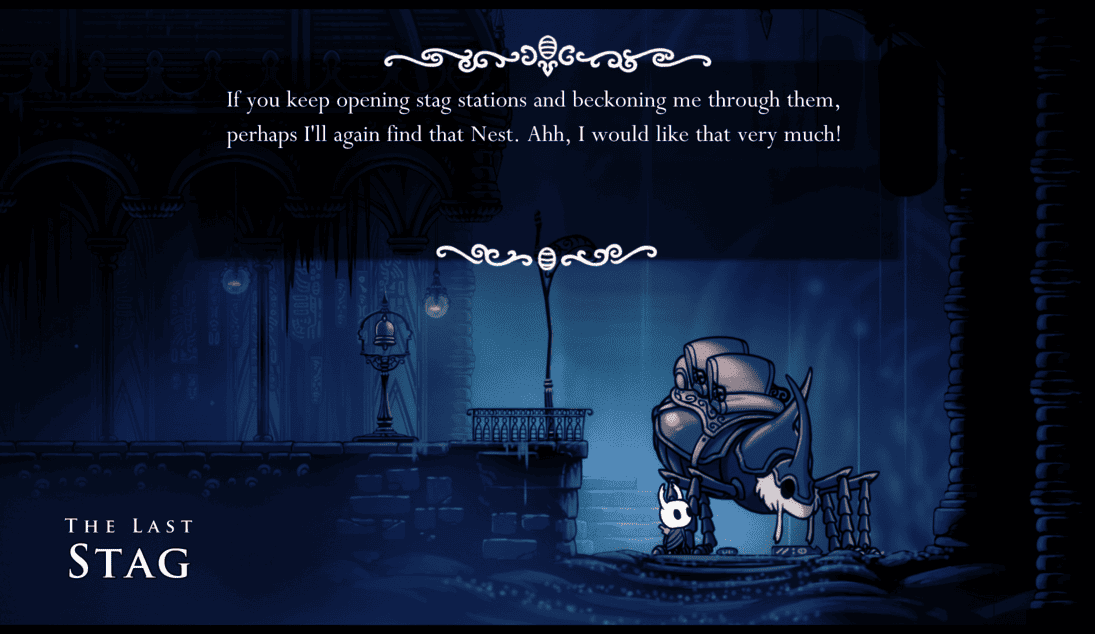 If you keep opening stag stations and beckoning me through them,
perhaps I'll again find that Nest. Ahh, I would like that very much!
The Last
Stag